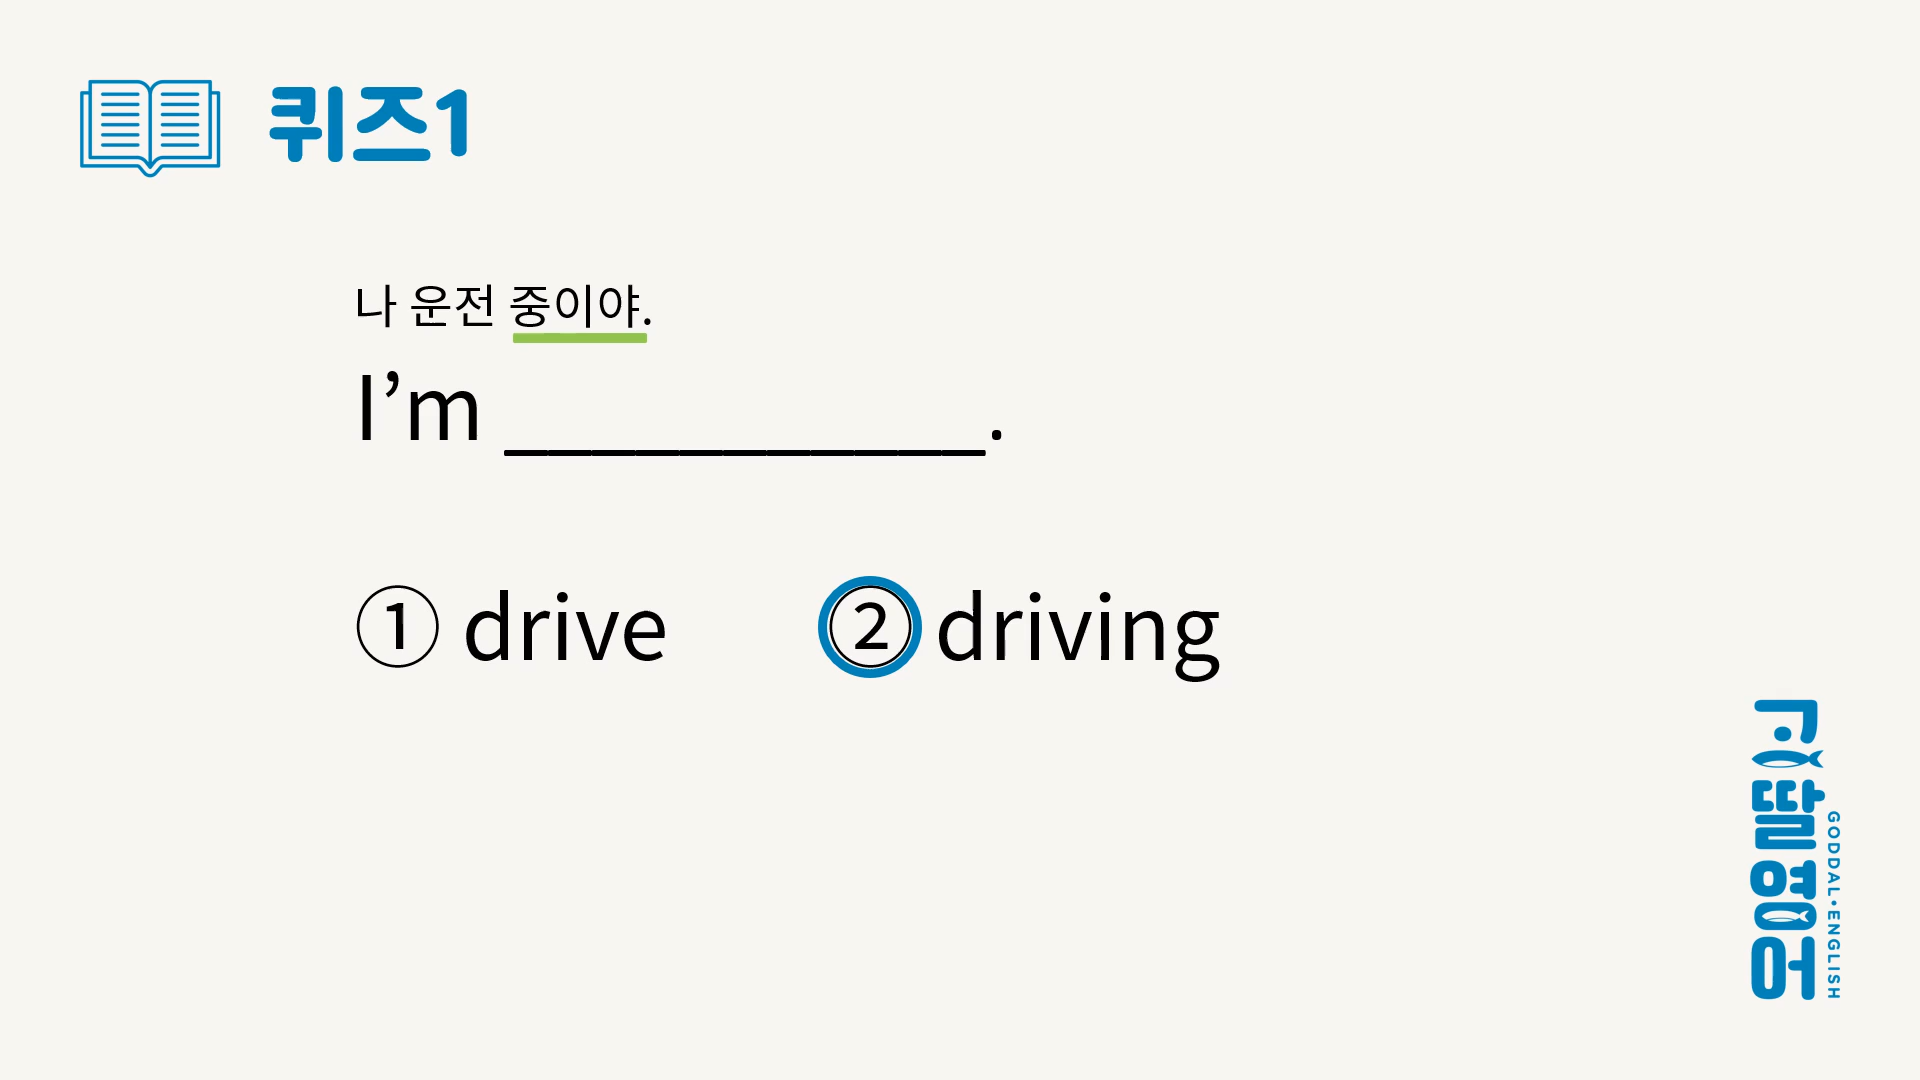 퀴즈1
나 운전 중이야.
I’m ___________.
① drive ② driving
고딸영어
GODDAL•ENGLISH